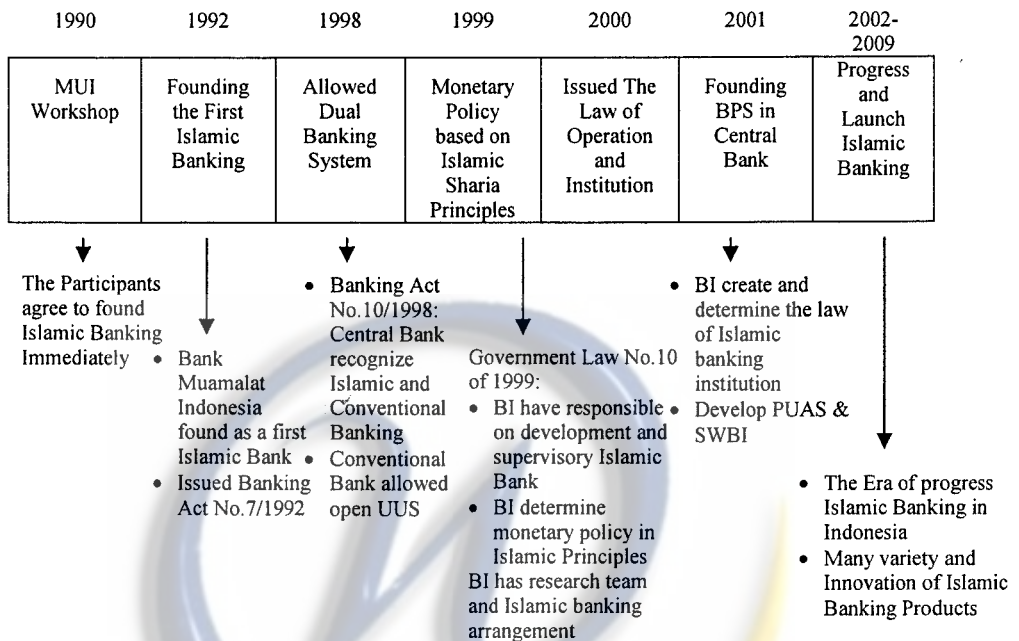 1990
1992
1998
1999
2000
2001
2002-
2009
MUI
Workshop
Founding
the First
Islamic
Banking
Allowed
Dual
Banking
System
Monetary
Policy
based on
Islamic
Sharia
Principles
Issued The
Law of
Operation
and
Institution
Founding
BPS in
Central
Bank
Progress
and
Launch
Islamic
Banking
The Participants
agree to found
Islamic Banking
Immediately
• Bank
Muamalat
Indonesia
found as a first
Islamic Bank
• Issued Banking
Act No.7/1992
• Banking Act
No.10/1998:
Central Bank
recognize
Islamic and
Conventional
Banking
• Conventional
Bank allowed
open UUS
Government Law No.10
of 1999:
• BI have responsible
on development and
supervisory Islamic
Bank
• BI determine
monetary policy in
Islamic Principles
BI has research team
and Islamic banking
arrangement
• BI create and
determine the law
of Islamic
banking
institution
• Develop PUAS &
SWBI
• The Era of progress
Islamic Banking in
Indonesia
• Many variety and
Innovation of Islamic
Banking Products